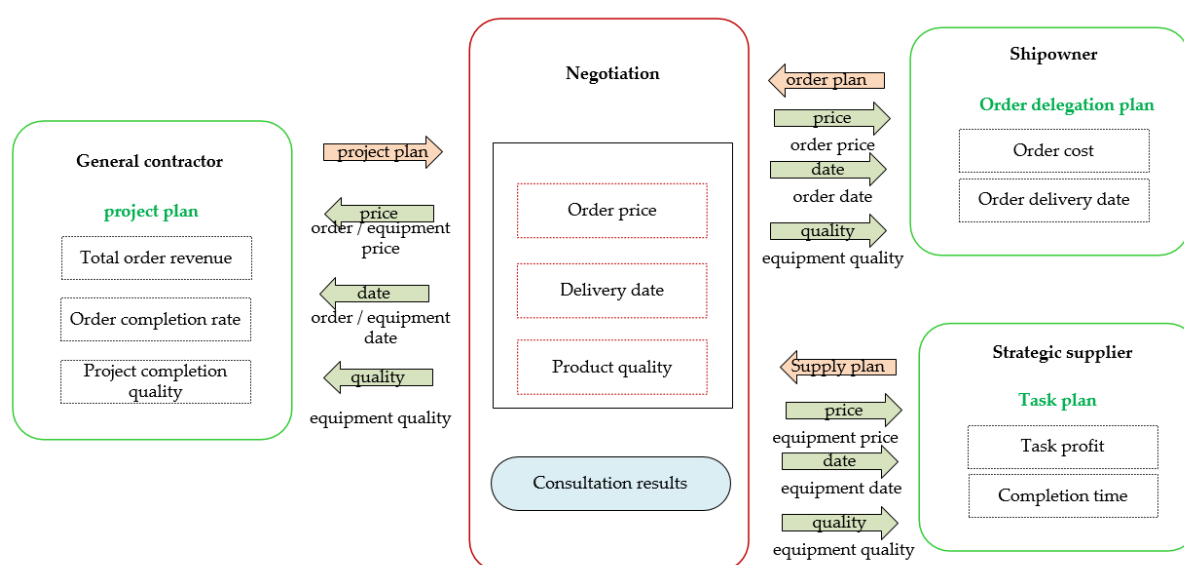 General contractor
project plan
Total order revenue
Order completion rate
Project completion
quality
project plan
price
order / equipment
price
date
order / equipment
date
quality
equipment quality
Negotiation
Order price
Delivery date
Product quality
Consultation results
order plan
price
order price
date
order date
quality
equipment quality
Supply plan
price
equipment price
date
equipment date
quality
equipment quality
Shipowner
Order delegation plan
Order cost
Order delivery date
Strategic supplier
Task plan
Task profit
Completion time